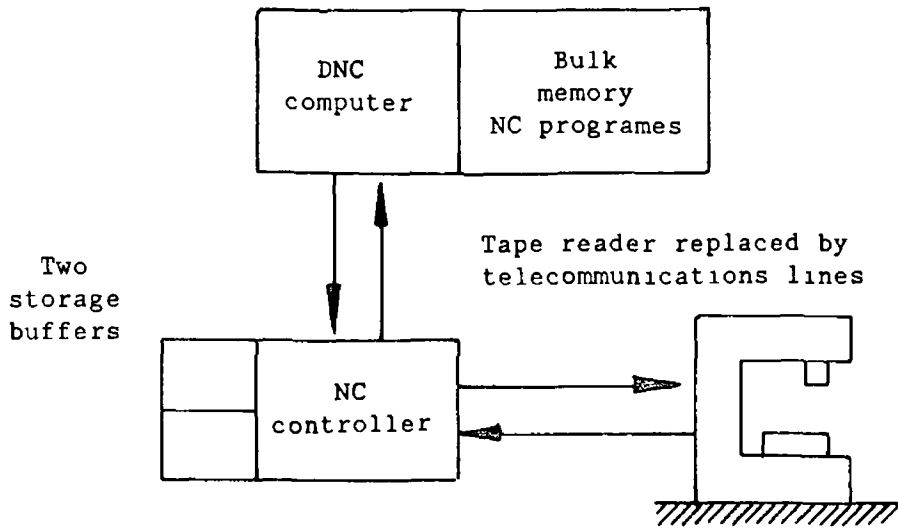 DNC
computer
Bulk
memory
NC programes
Tape reader replaced by
telecommunications lines
Two
storage
buffers
NC
controller